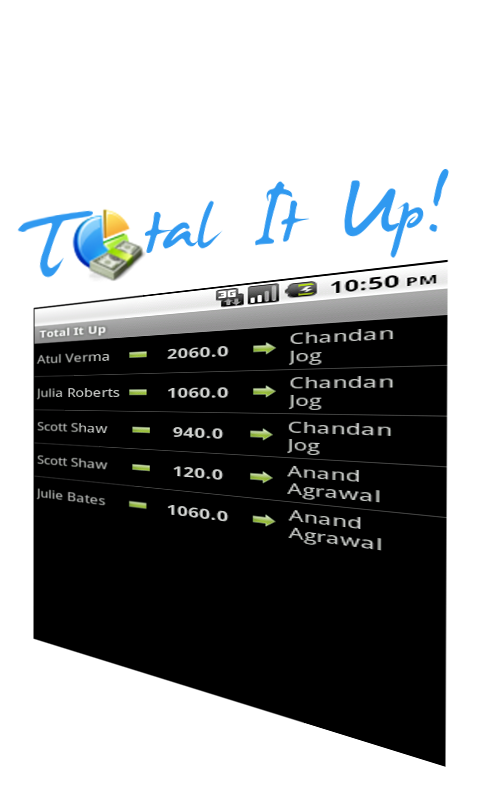 Total It Up!
3G 10:50 PM
Total It Up
Atul Verma 2060.0 Chandan
Jog
Julia Roberts 1060.0 Chandan
Jog
Scott Shaw 940.0 Chandan
Jog
Scott Shaw 120.0 Anand
Agrawal
Julie Bates 1060.0 Anand
Agrawal